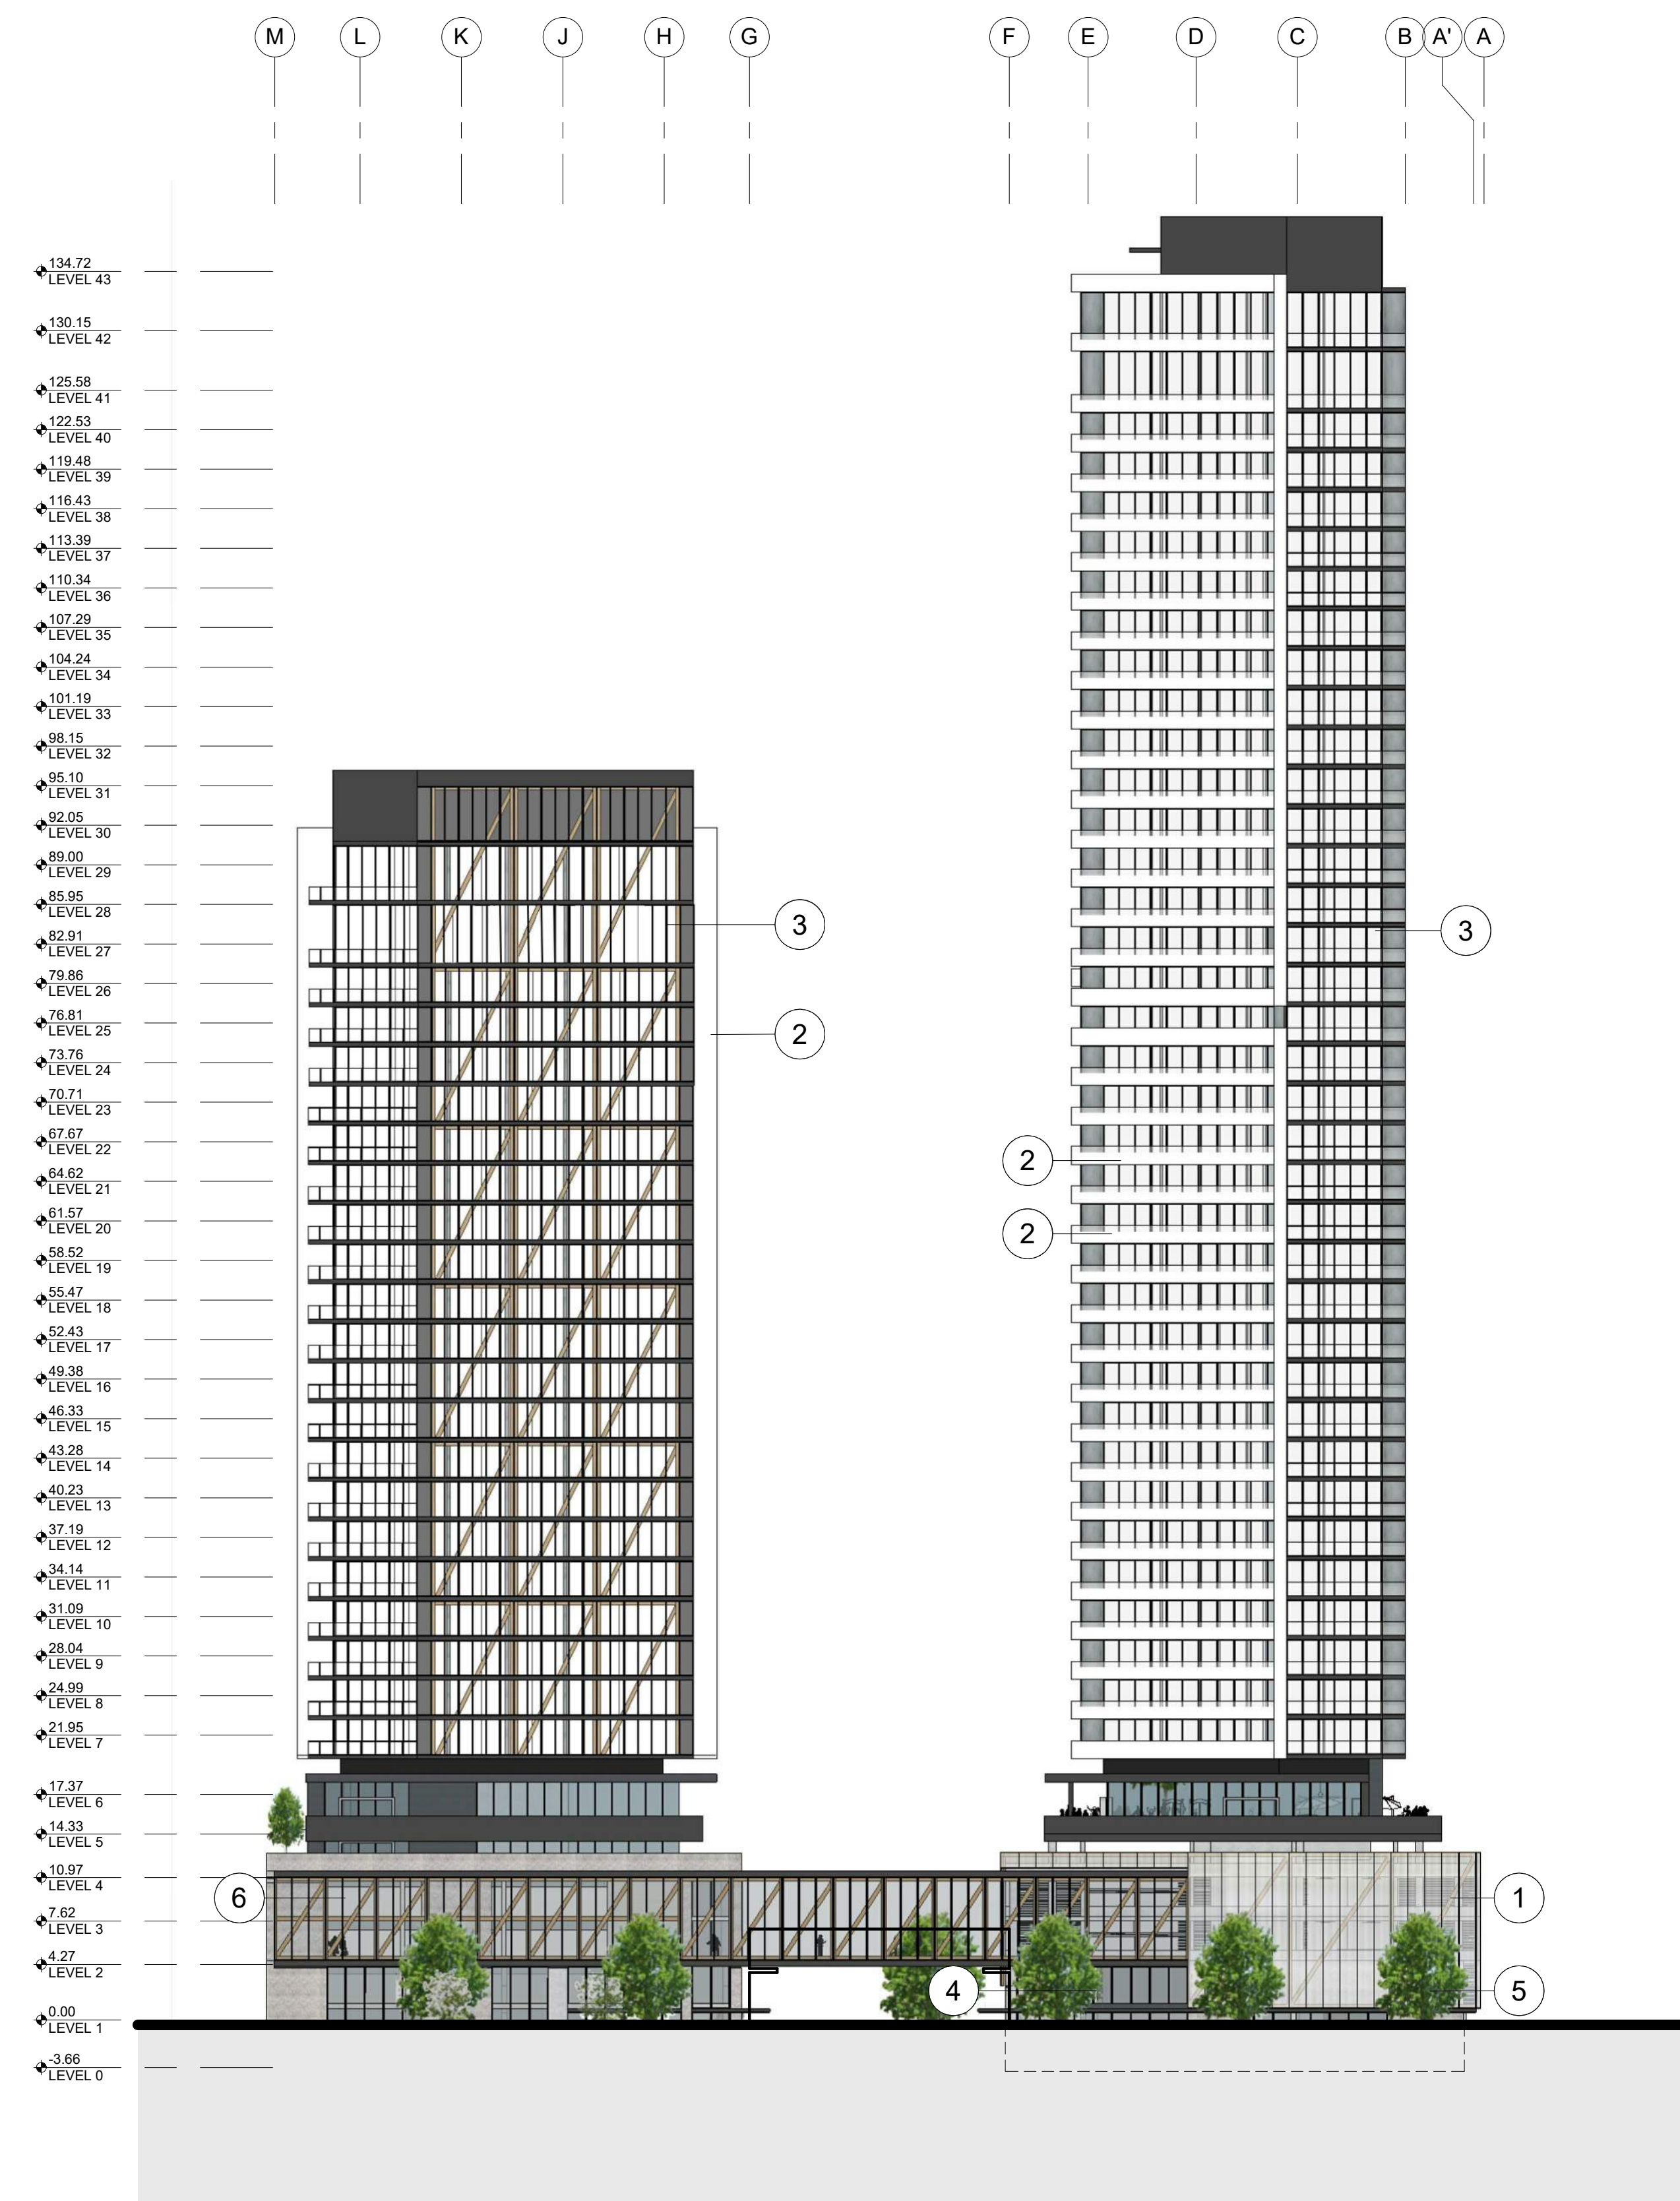 M L K J H G F E D C B A' A
134.72
LEVEL 43
130.15
LEVEL 42
125.58
LEVEL 41
122.53
LEVEL 40
119.48
LEVEL 39
116.43
LEVEL 38
113.39
LEVEL 37
110.34
LEVEL 36
107.29
LEVEL 35
104.24
LEVEL 34
101.19
LEVEL 33
98.15
LEVEL 32
95.10
LEVEL 31
92.05
LEVEL 30
89.00
LEVEL 29
85.95
LEVEL 28
3
3
82.91
LEVEL 27
79.86
LEVEL 26
76.81
LEVEL 25
2
73.76
LEVEL 24
70.71
LEVEL 23
67.67
LEVEL 22
2
64.62
LEVEL 21
61.57
LEVEL 20
2
58.52
LEVEL 19
55.47
LEVEL 18
52.43
LEVEL 17
49.38
LEVEL 16
46.33
LEVEL 15
43.28
LEVEL 14
40.23
LEVEL 13
37.19
LEVEL 12
34.14
LEVEL 11
31.09
LEVEL 10
28.04
LEVEL 9
24.99
LEVEL 8
21.95
LEVEL 7
17.37
LEVEL 6
14.33
LEVEL 5
10.97
LEVEL 4
6
1
7.62
LEVEL 3
4.27
LEVEL 2
4
5
0.00
LEVEL 1
-3.66
LEVEL 0